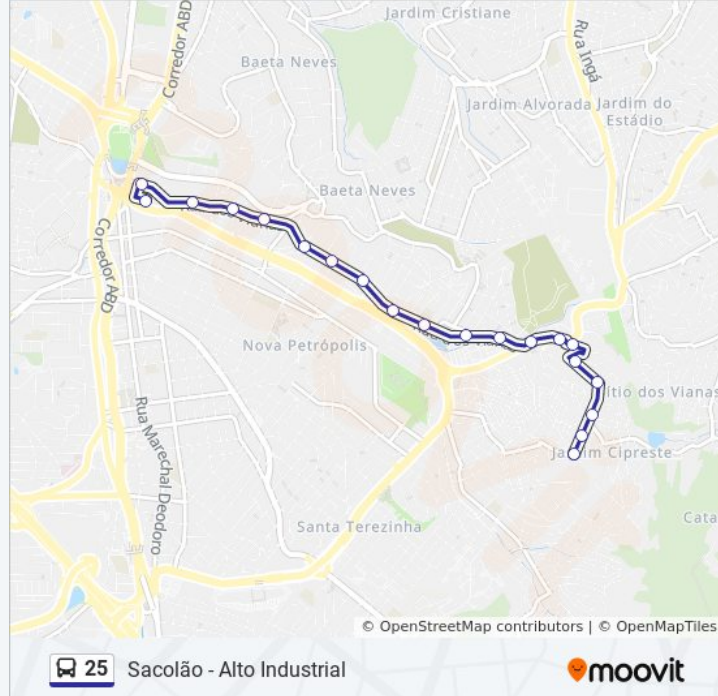 Jardim Cristiane
Corredor ABD
Rua Ingá
Baeta Neves
Jardim Alvorada
Jardim do
Estádio
Baeta Neves
Corredor ABD
Nova Petrópolis
Sítio dos Vianas
Rua Marechal Deodoro
Jardim Cipreste
Santa Terezinha
Cata
© OpenStreetMap contributors | © OpenMapTiles
25 Sacolão - Alto Industrial
moovit